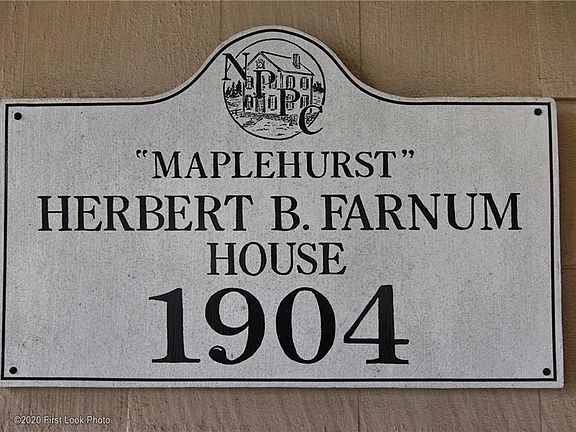 NPPC
"MAPLEHURST"
HERBERT B. FARNUM
HOUSE
1904
©2020 First Look Photo